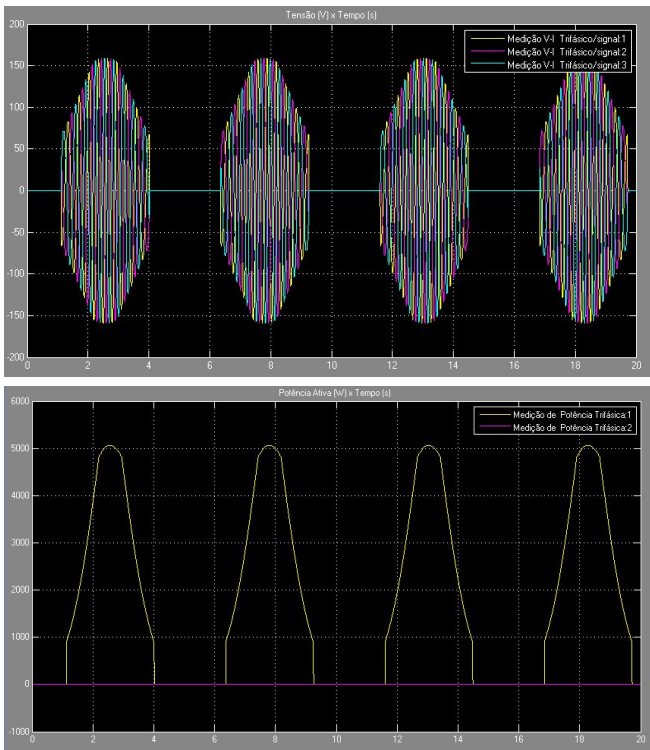 Tensão (V) x Tempo (s)
Medição V-I Trifásico/signal:1
Medição V-I Trifásico/signal:2
Medição V-I Trifásico/signal:3
200
150
100
50
0
-50
-100
-150
-200
0 2 4 6 8 10 12 14 16 18 20
Potência Ativa (W) x Tempo (s)
Medição de Potência Trifásica:1
Medição de Potência Trifásica:2
6000
5000
4000
3000
2000
1000
0
-1000
0 2 4 6 8 10 12 14 16 18 20